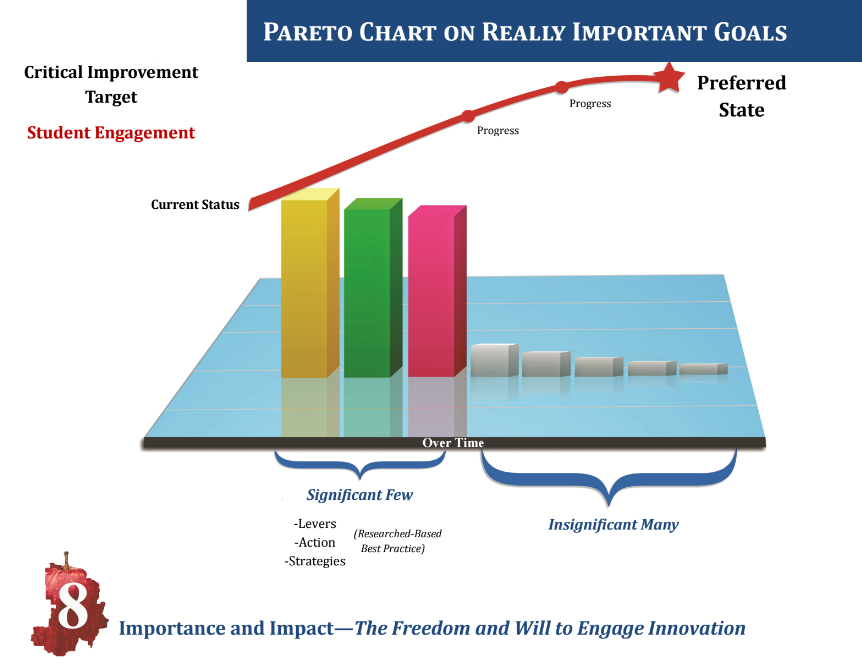 PARETO CHART ON REALLY IMPORTANT GOALS
Critical Improvement
Target
Student Engagement
Preferred
State
Progress
Progress
Current Status
Over Time
Significant Few
-Levers
-Action
-Strategies
(Researched-Based
Best Practice)
Insignificant Many
8
Importance and Impact—The Freedom and Will to Engage Innovation